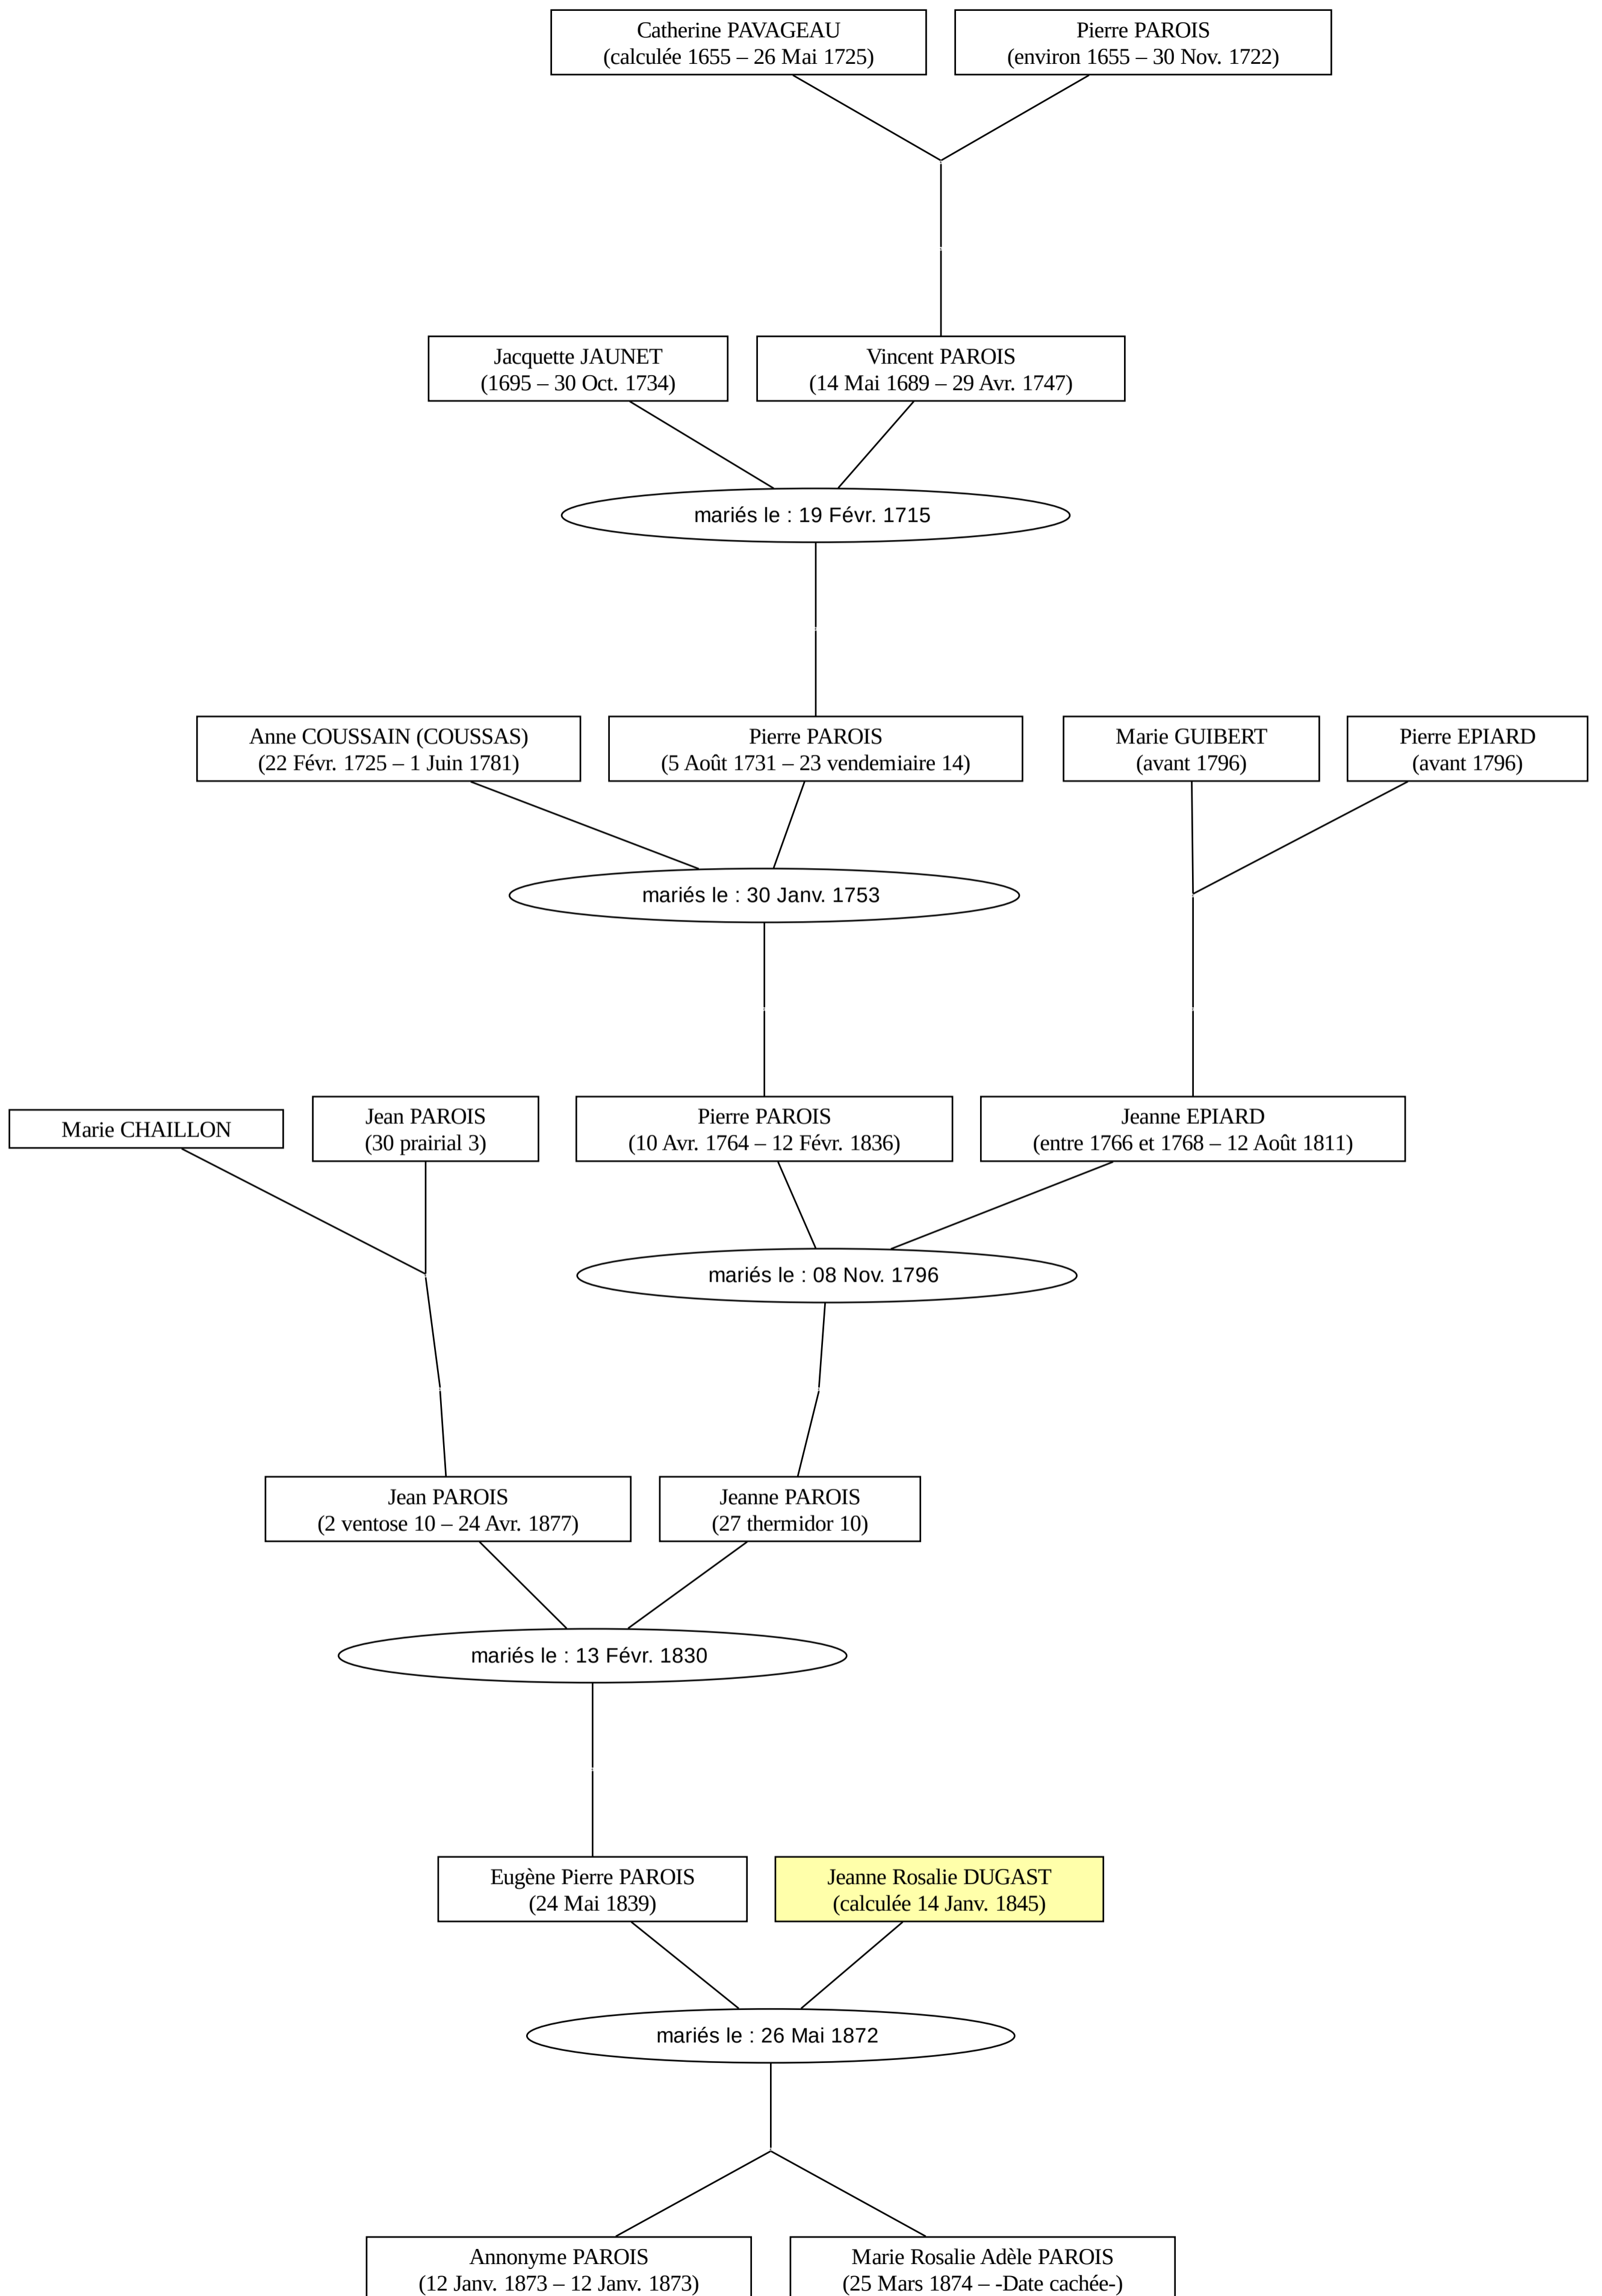 Catherine PAVAGEAU
(calculée 1655 – 26 Mai 1725)
Pierre PAROIS
(environ 1655 – 30 Nov. 1722)
Jacquette JAUNET
(1695 – 30 Oct. 1734)
Vincent PAROIS
(14 Mai 1689 – 29 Avr. 1747)
mariés le : 19 Févr. 1715
Anne COUSSAIN (COUSSAS)
(22 Févr. 1725 – 1 Juin 1781)
Pierre PAROIS
(5 Août 1731 – 23 vendemiaire 14)
Marie GUIBERT
(avant 1796)
Pierre EPIARD
(avant 1796)
mariés le : 30 Janv. 1753
Marie CHAILLON
Jean PAROIS
(30 prairial 3)
Pierre PAROIS
(10 Avr. 1764 – 12 Févr. 1836)
Jeanne EPIARD
(entre 1766 et 1768 – 12 Août 1811)
mariés le : 08 Nov. 1796
Jean PAROIS
(2 ventose 10 – 24 Avr. 1877)
Jeanne PAROIS
(27 thermidor 10)
mariés le : 13 Févr. 1830
Eugène Pierre PAROIS
(24 Mai 1839)
Jeanne Rosalie DUGAST
(calculée 14 Janv. 1845)
mariés le : 26 Mai 1872
Annonyme PAROIS
(12 Janv. 1873 – 12 Janv. 1873)
Marie Rosalie Adèle PAROIS
(25 Mars 1874 – -Date cachée-)